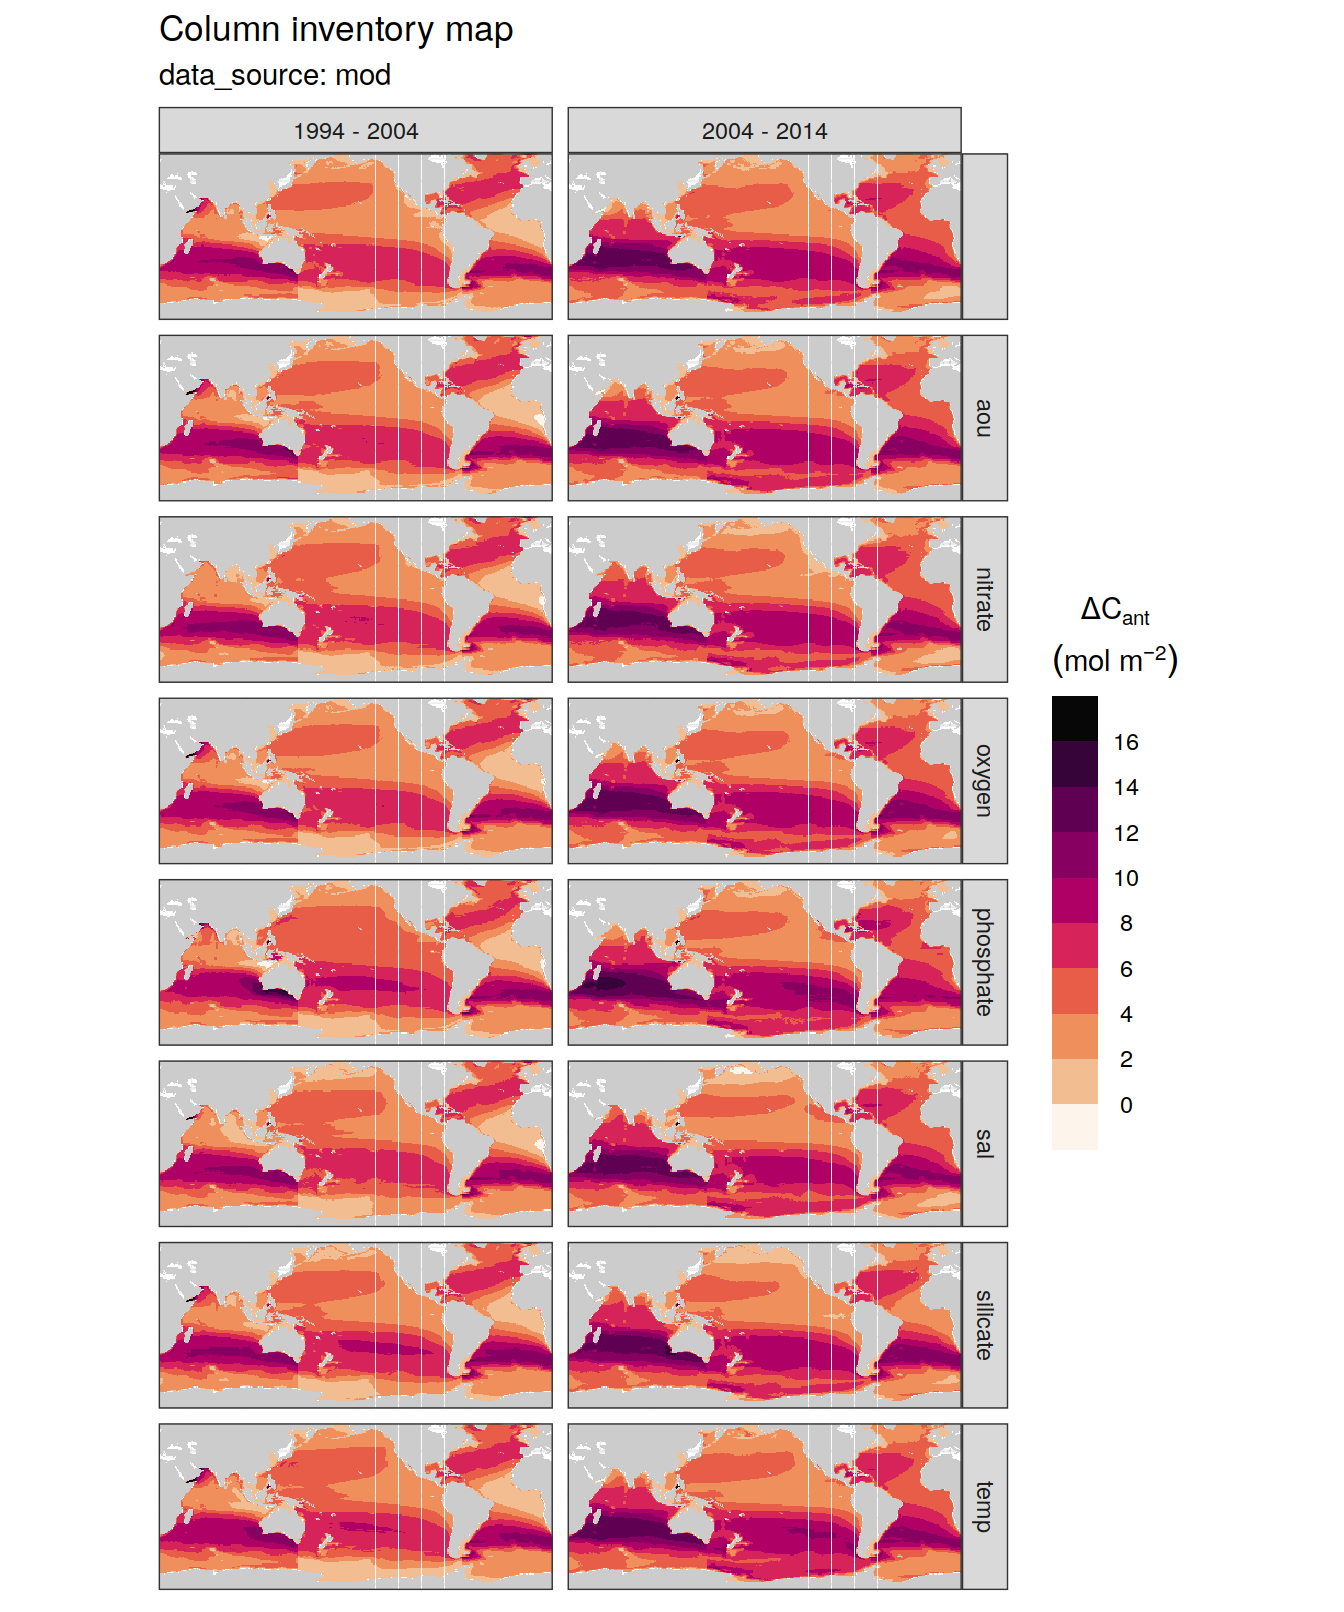 Column inventory map
data_source: mod
1994 - 2004
2004 - 2014
aou
nitrate
oxygen
phosphate
sal
silicate
temp
ΔCant
(mol m⁻²)
16
14
12
10
8
6
4
2
0